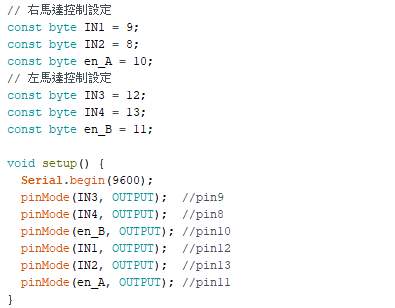 // 右馬達控制設定
const byte IN1 = 9;
const byte IN2 = 8;
const byte en_A = 10;
// 左馬達控制設定
const byte IN3 = 12;
const byte IN4 = 13;
const byte en_B = 11;

void setup() {
  Serial.begin(9600);
  pinMode(IN3, OUTPUT);  //pin9
  pinMode(IN4, OUTPUT);  //pin8
  pinMode(en_B, OUTPUT); //pin10
  pinMode(IN1, OUTPUT);  //pin12
  pinMode(IN2, OUTPUT);  //pin13
  pinMode(en_A, OUTPUT); //pin11
}